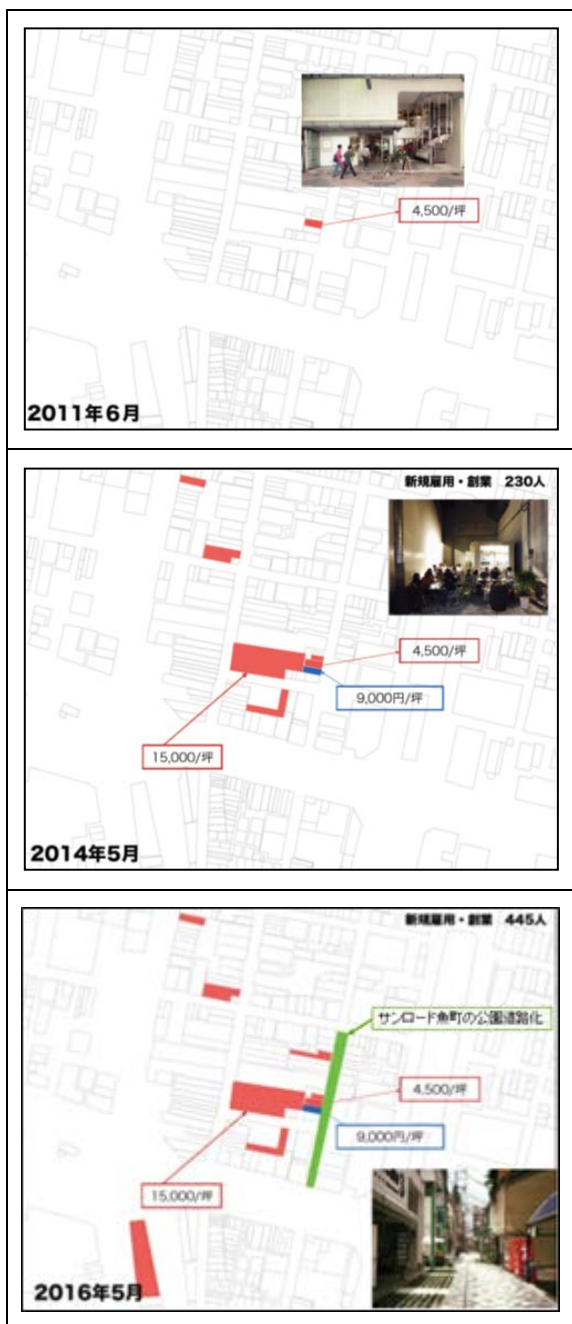 4,500/坪
2011年6月
新規雇用・創業 230人
4,500/坪
9,000円/坪
15,000/坪
2014年5月
新規雇用・創業 445人
サンロード魚町の公園道路化
4,500/坪
9,000円/坪
15,000/坪
2016年5月